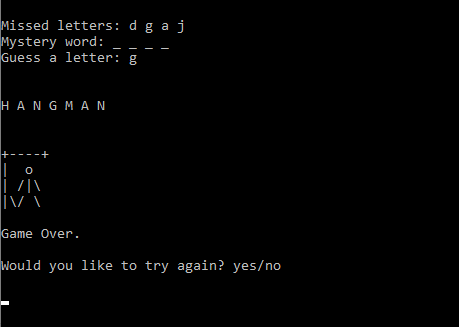 Missed letters: d g a j
Mystery word: _ _ _ _
Guess a letter: g
H A N G M A N
+----+
|  o
| /|\
|\/ \
Game Over.
Would you like to try again? yes/no